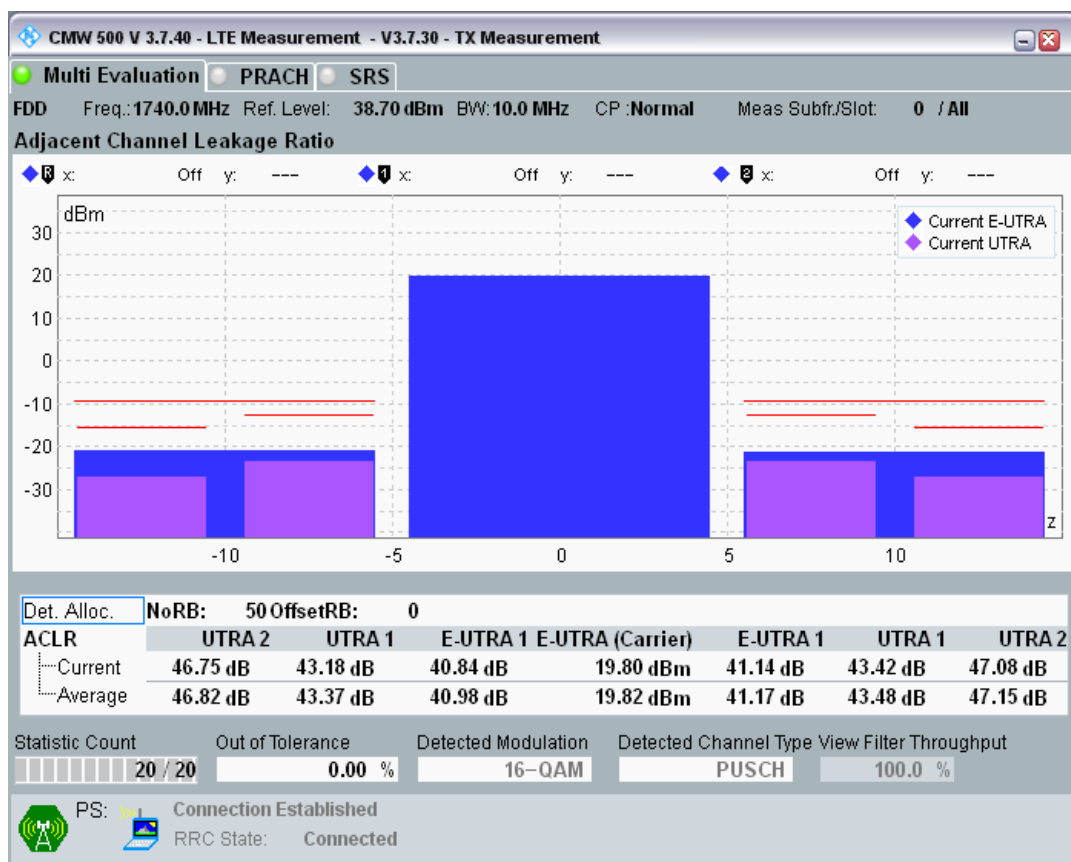 CMW 500 V 3.7.40 - LTE Measurement - V3.7.30 - TX Measurement
Multi Evaluation PRACH SRS
FDD Freq.: 1740.0 MHz Ref. Level: 38.70 dBm BW: 10.0 MHz CP :Normal Meas Subfr./Slot: 0 / All
Adjacent Channel Leakage Ratio
R x: Off y: --- 1 x: Off y: --- 2 x: Off y: ---
dBm
Current E-UTRA
Current UTRA
30
20
10
0
-10
-20
-30
z
-10 -5 0 5 10
Det. Alloc. NoRB: 50 OffsetRB: 0
ACLR UTRA 2 UTRA 1 E-UTRA 1 E-UTRA (Carrier) E-UTRA 1 UTRA 1 UTRA 2
Current 46.75 dB 43.18 dB 40.84 dB 19.80 dBm 41.14 dB 43.42 dB 47.08 dB
Average 46.82 dB 43.37 dB 40.98 dB 19.82 dBm 41.17 dB 43.48 dB 47.15 dB
Statistic Count Out of Tolerance Detected Modulation Detected Channel Type View Filter Throughput
20 / 20 0.00 % 16-QAM PUSCH 100.0 %
PS: Connection Established
RRC State: Connected